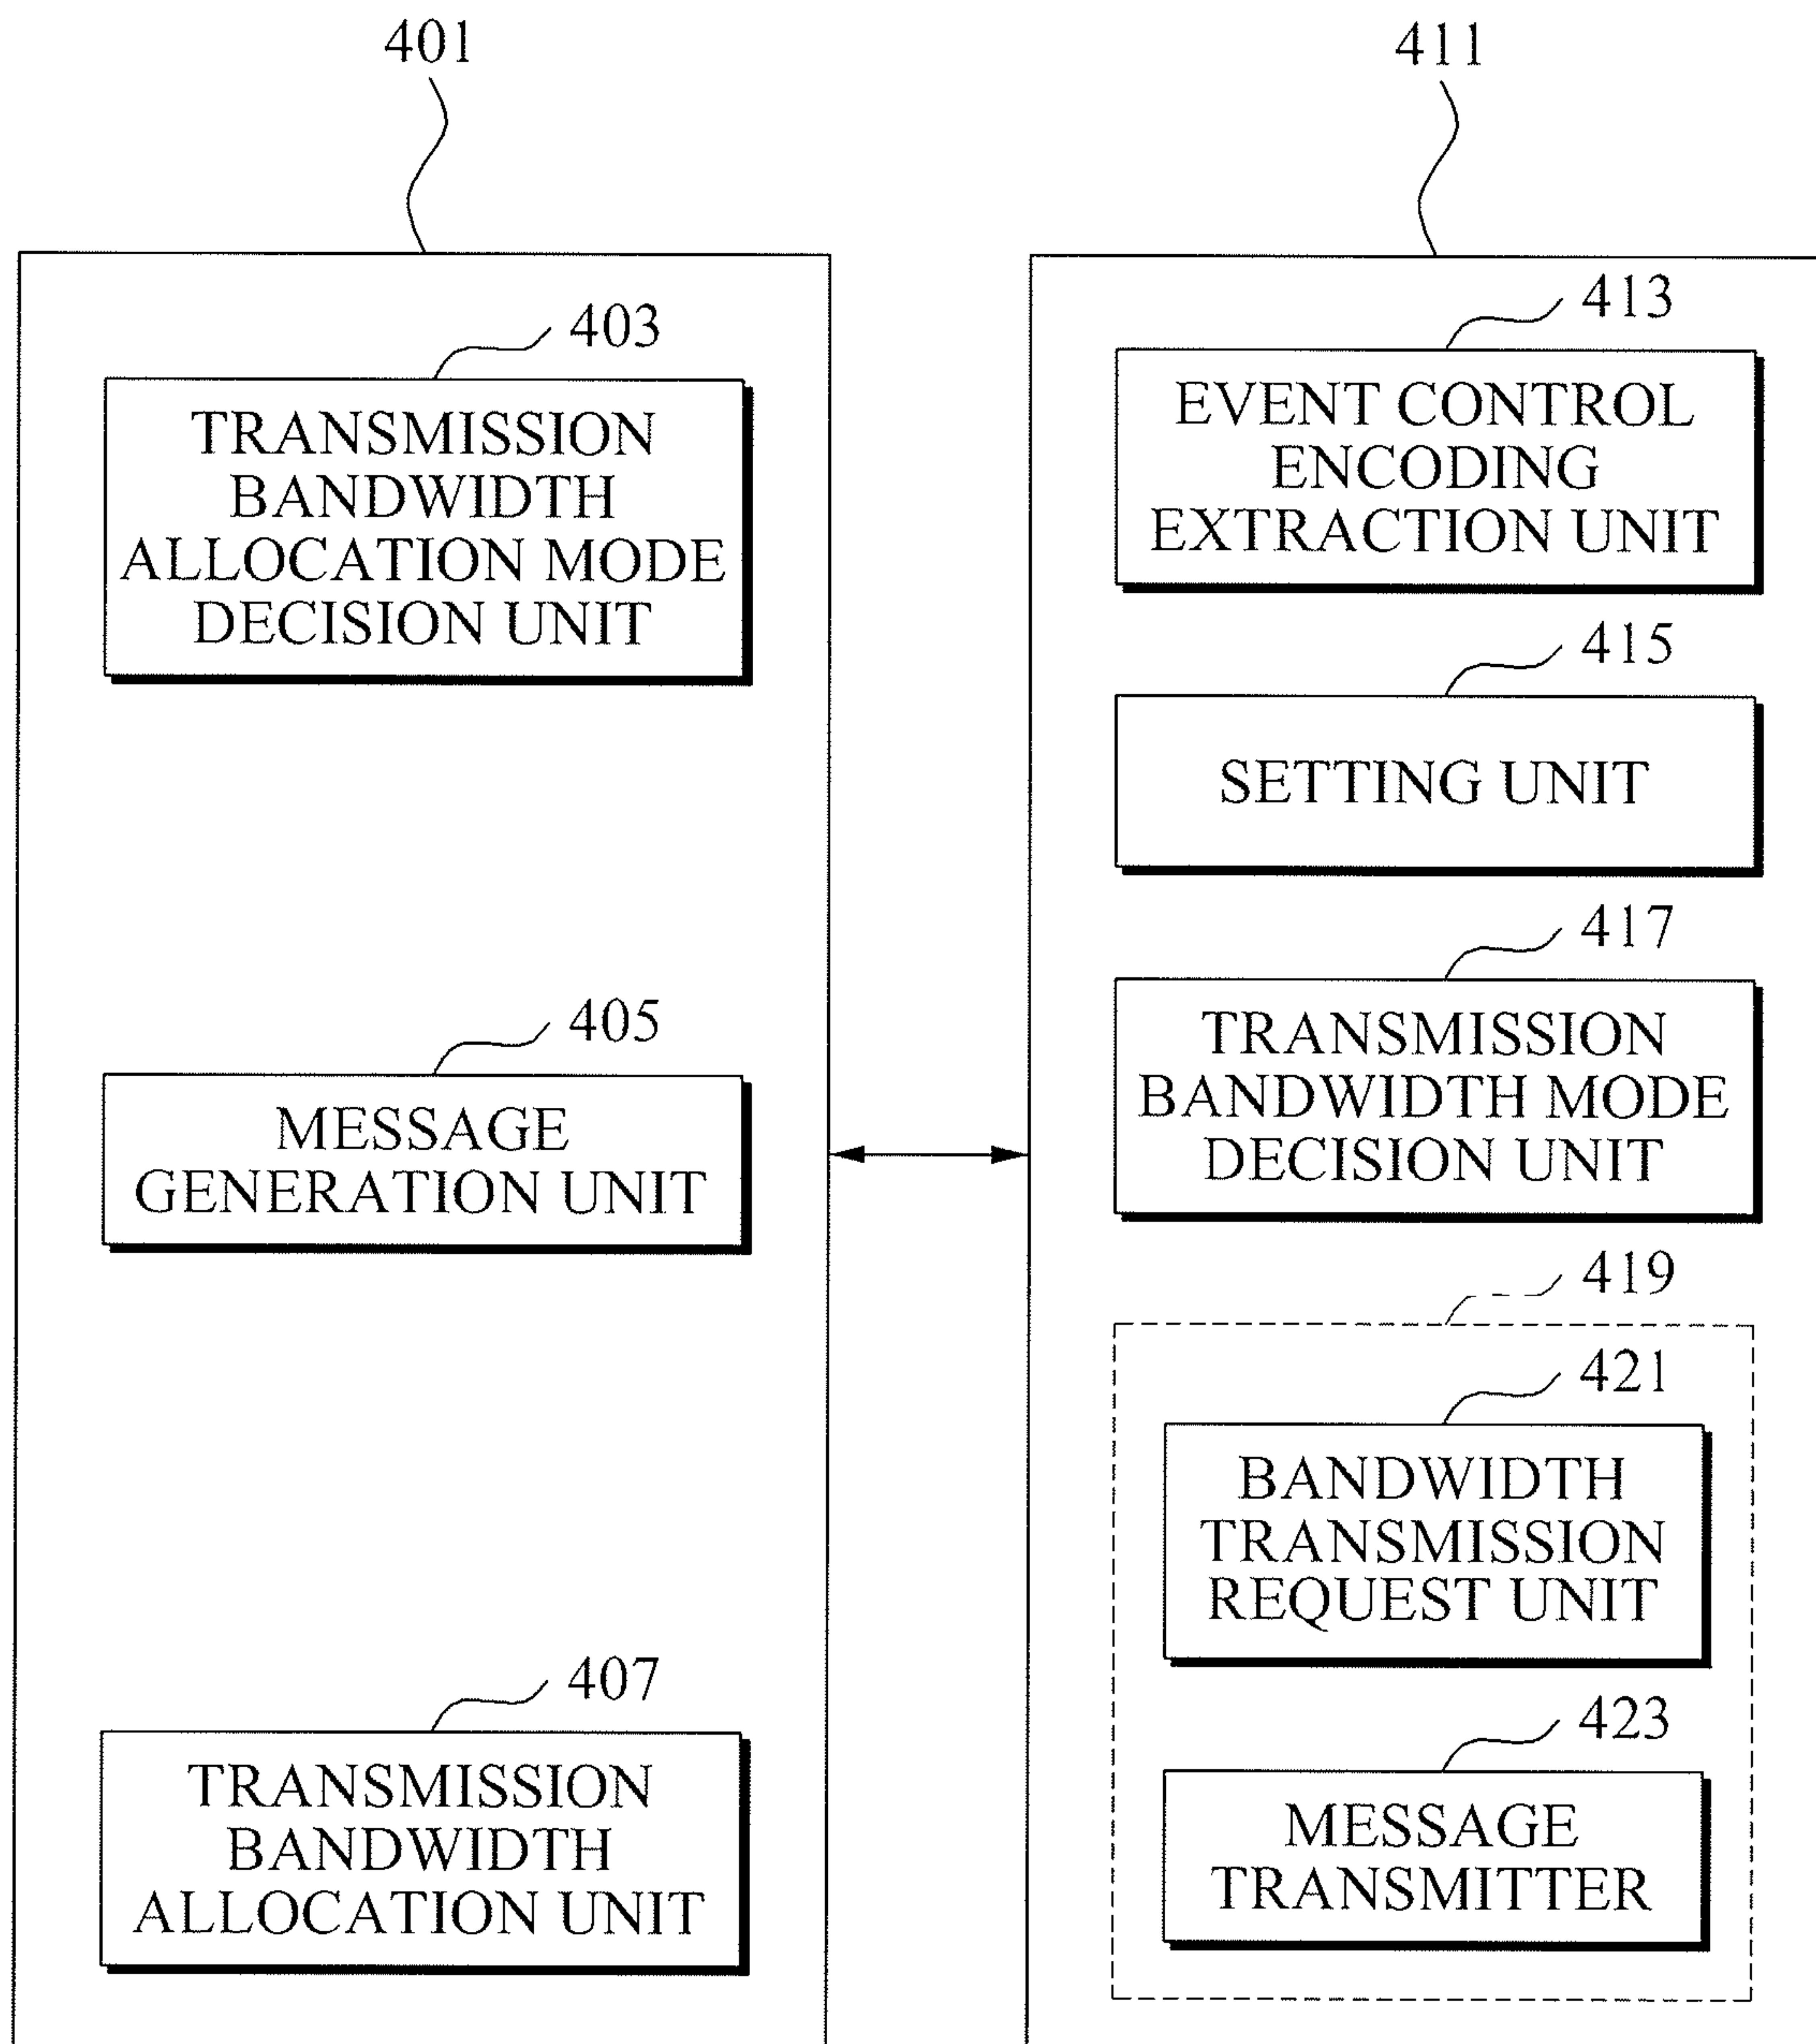 401
403
TRANSMISSION
BANDWIDTH
ALLOCATION MODE
DECISION UNIT
405
MESSAGE
GENERATION UNIT
407
TRANSMISSION
BANDWIDTH
ALLOCATION UNIT
411
413
EVENT CONTROL
ENCODING
EXTRACTION UNIT
415
SETTING UNIT
417
TRANSMISSION
BANDWIDTH MODE
DECISION UNIT
419
421
BANDWIDTH
TRANSMISSION
REQUEST UNIT
423
MESSAGE
TRANSMITTER